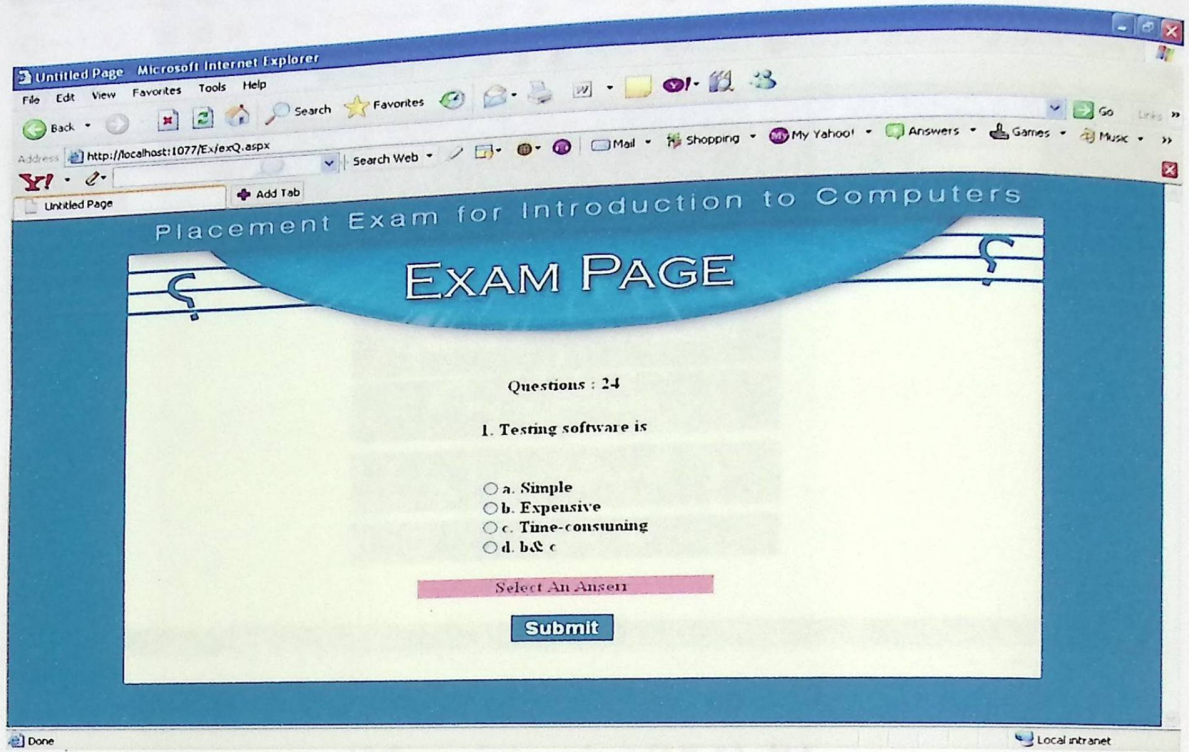 Untitled Page Microsoft Internet Explorer
File Edit View Favorites Tools Help
Back Search Favorites
Address http://localhost:1077/Ex/exQ.aspx Go Links »
Y! Search Web Mail Shopping My Yahoo! Answers Games Music »
Untitled Page Add Tab
Placement Exam for Introduction to Computers
؟ EXAM PAGE ؟
Questions : 24
1. Testing software is
a. Simple
b. Expensive
c. Time-consuming
d. b& c
Select An Anserr
Submit
Done Local intranet